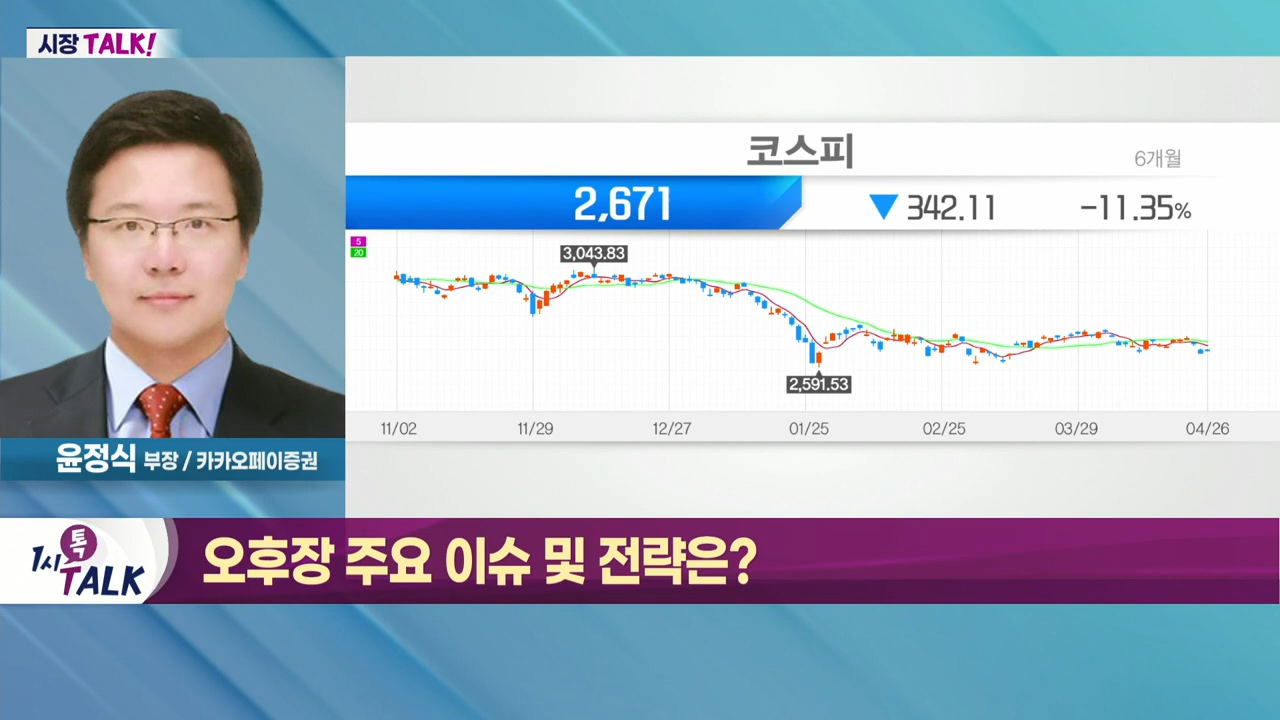 시장 TALK!
코스피
6개월
2,671 ▼ 342.11 -11.35%
5
20
3,043.83
2,591.53
11/02 11/29 12/27 01/25 02/25 03/29 04/26
윤정식 부장 / 카카오페이증권
1시 톡 TALK
오후장 주요 이슈 및 전략은?